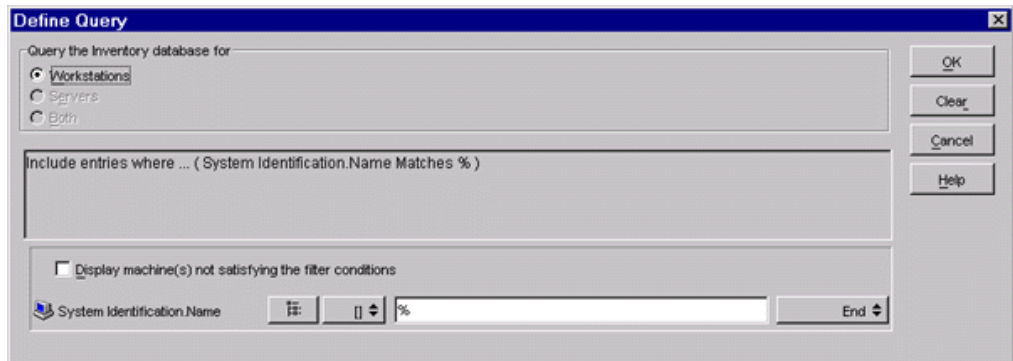 Define Query
Query the Inventory database for
Workstations
Servers
Both
OK
Clear
Cancel
Help
Include entries where ... ( System Identification.Name Matches % )
Display machine(s) not satisfying the filter conditions
System Identification.Name [] % End